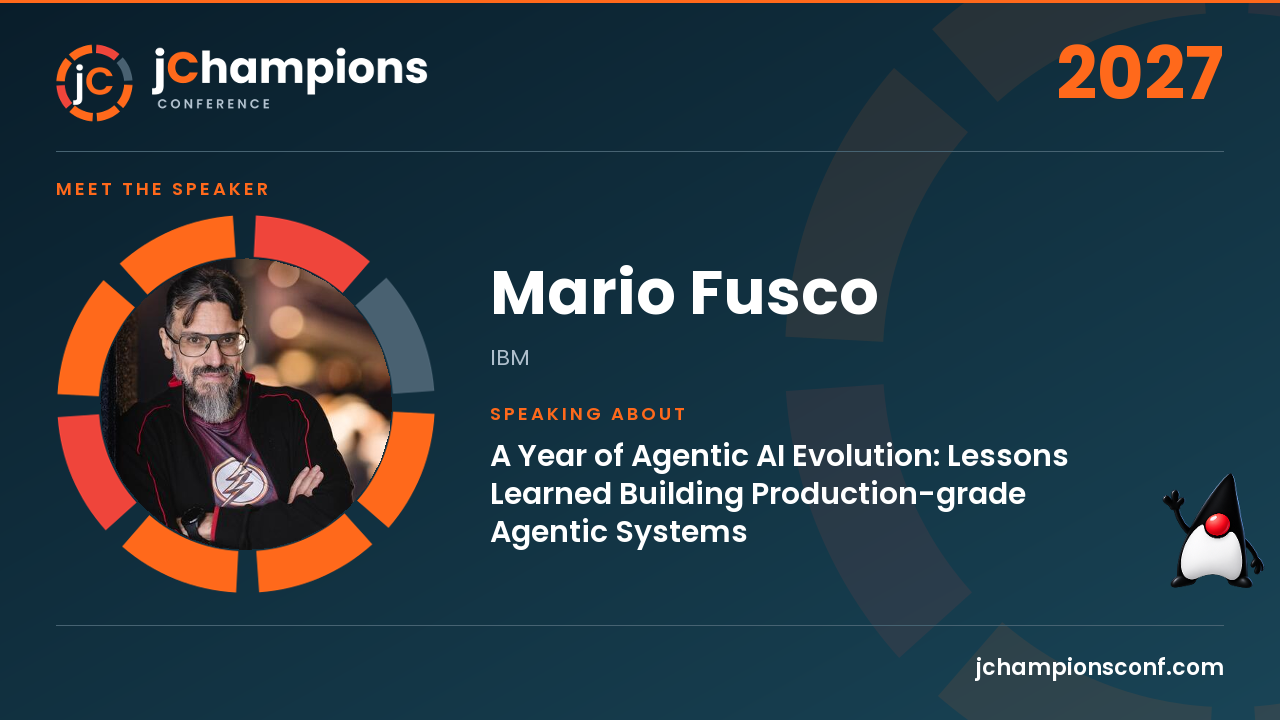 jC jChampions
CONFERENCE
2027
MEET THE SPEAKER
Mario Fusco
IBM
SPEAKING ABOUT
A Year of Agentic AI Evolution: Lessons
Learned Building Production-grade
Agentic Systems
jchampionsconf.com